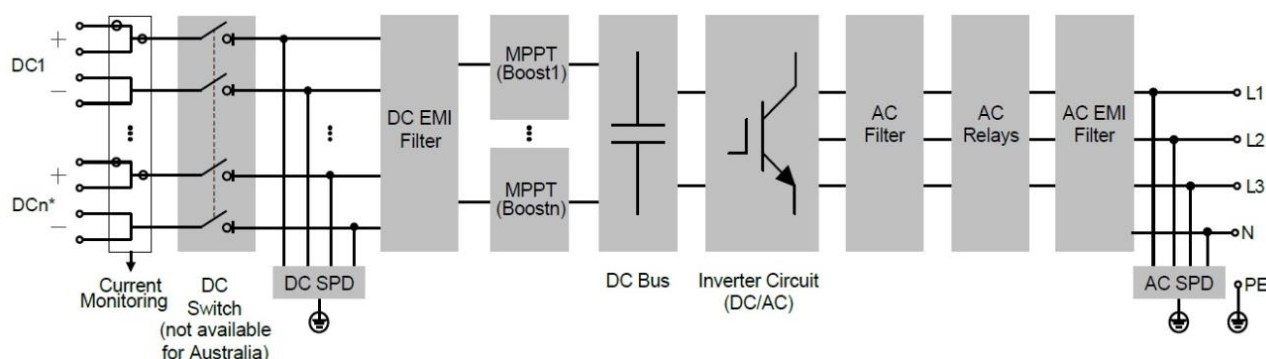 +
DC1
—
+
DCn*
—
Current
Monitoring
DC
Switch
(not available
for Australia)
DC SPD
DC EMI
Filter
MPPT
(Boost1)
MPPT
(Boostn)
DC Bus
Inverter Circuit
(DC/AC)
AC
Filter
AC
Relays
AC EMI
Filter
L1
L2
L3
N
AC SPD
PE